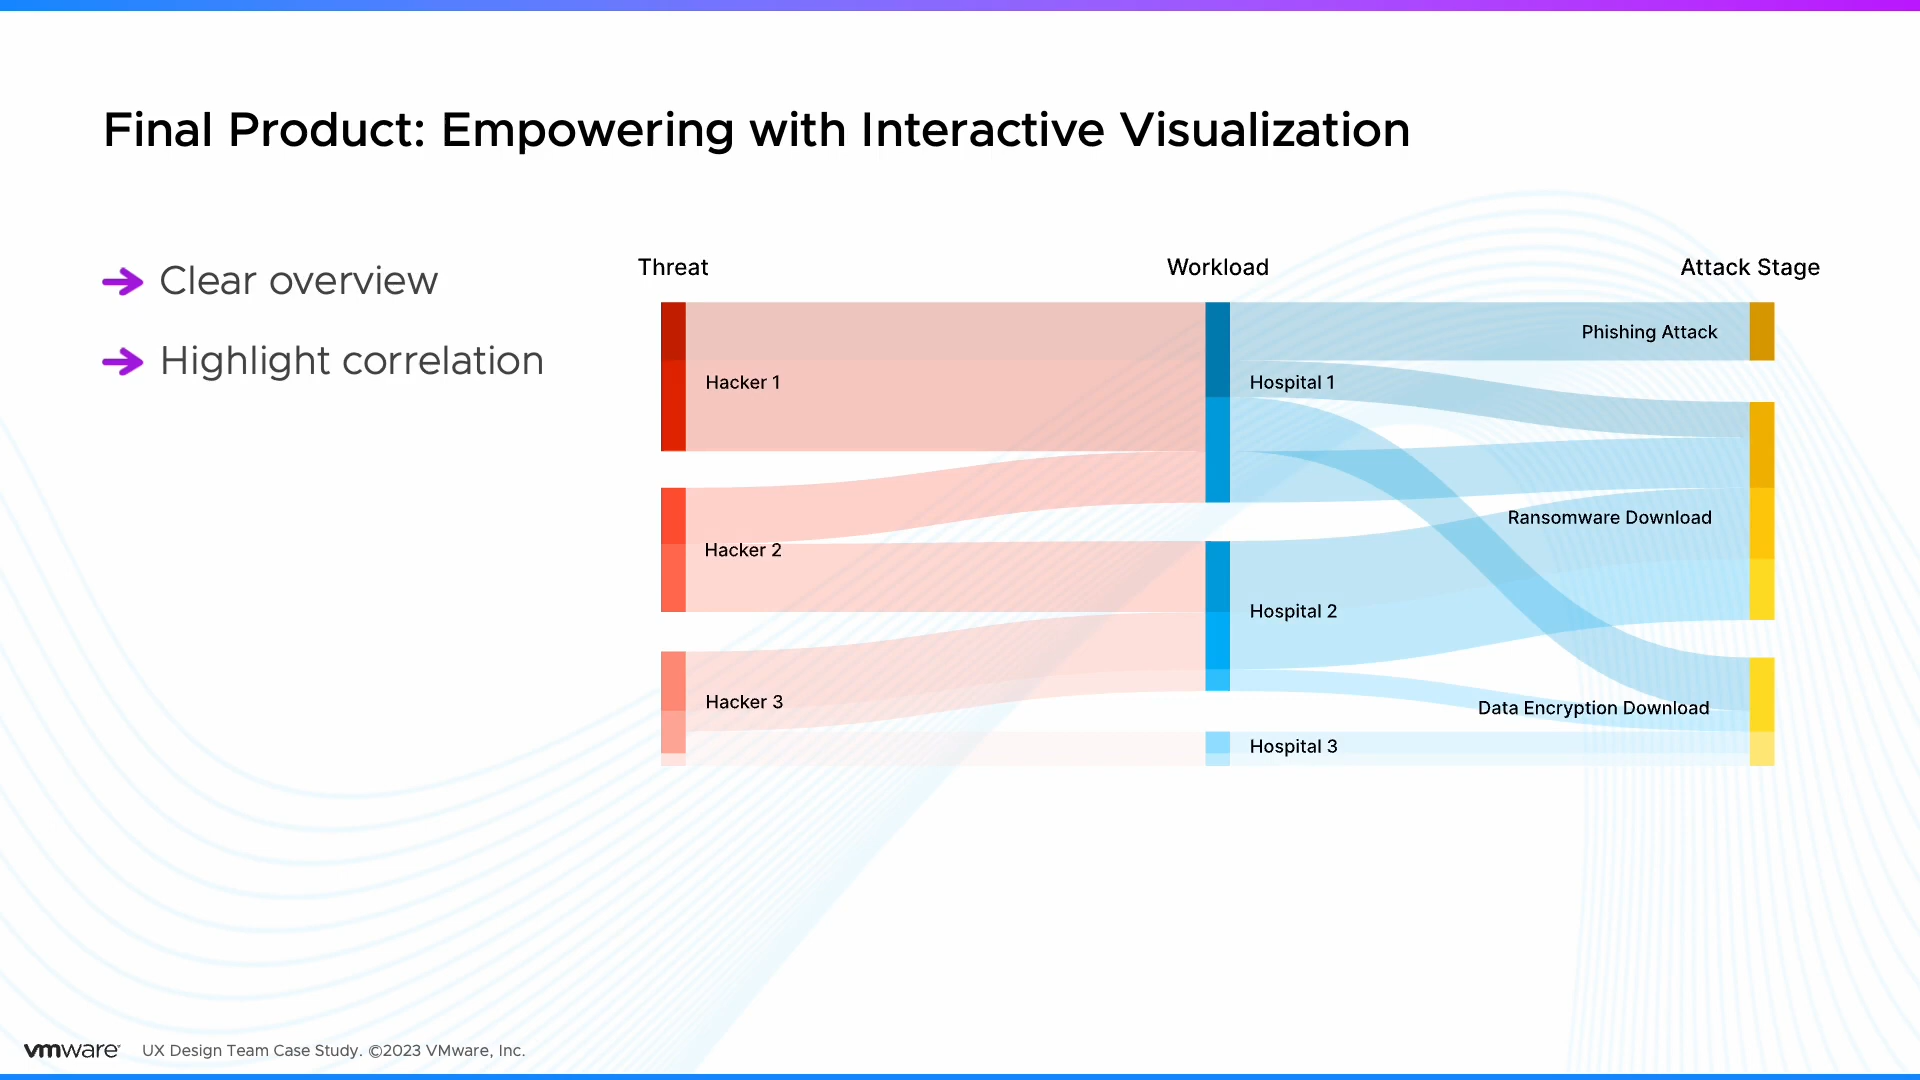 Final Product: Empowering with Interactive Visualization
Clear overview
Highlight correlation
Threat
Workload
Attack Stage
Hacker 1
Hacker 2
Hacker 3
Hospital 1
Hospital 2
Hospital 3
Phishing Attack
Ransomware Download
Data Encryption Download
vmware
UX Design Team Case Study. ©2023 VMware, Inc.